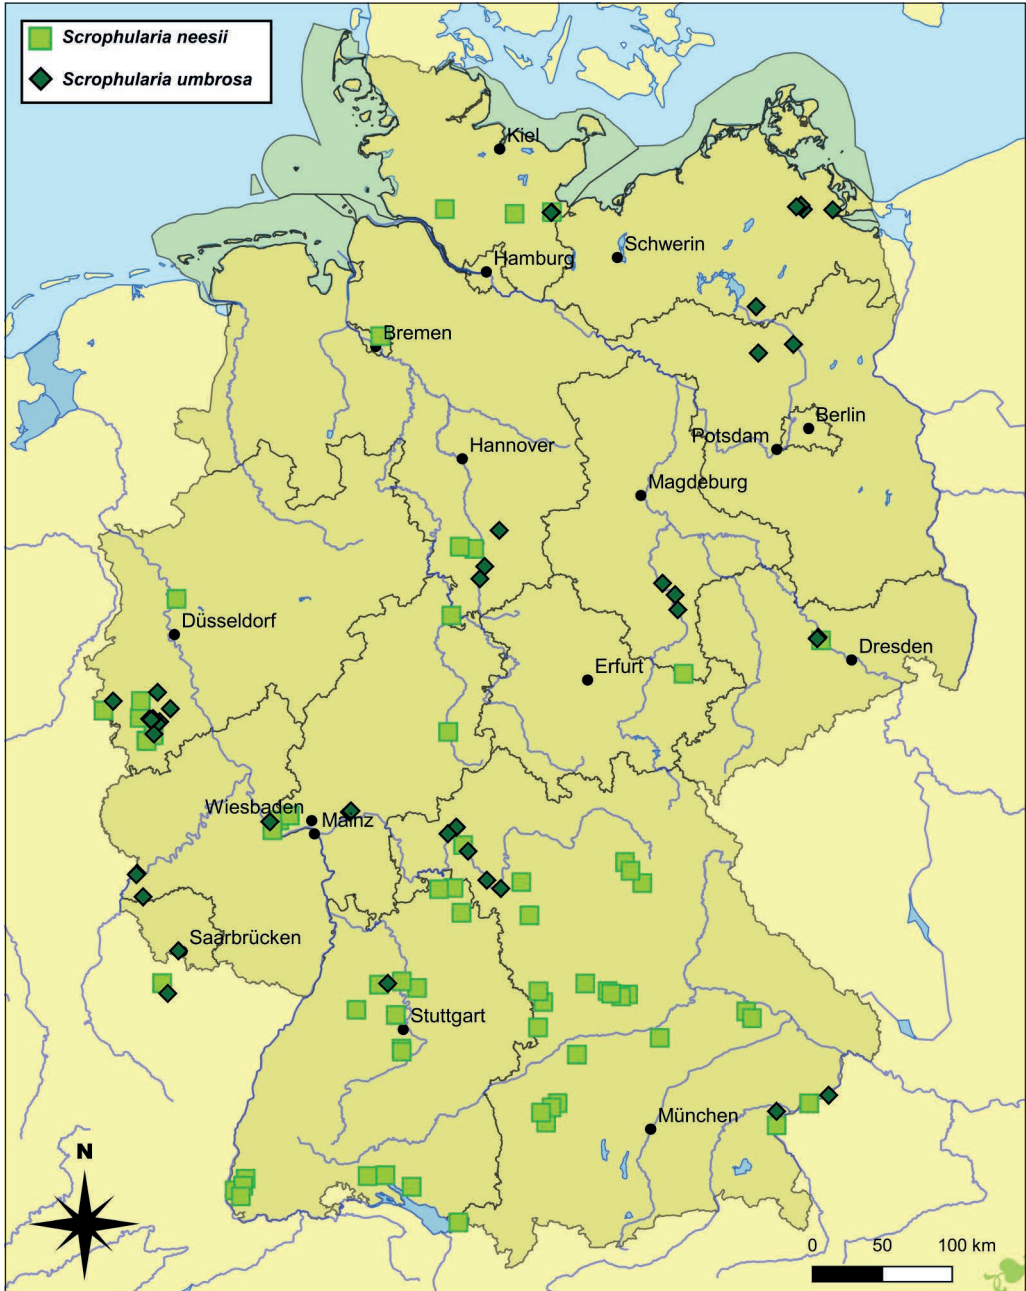 Scrophularia neesii
Scrophularia umbrosa
Kiel
Schwerin
Hamburg
Bremen
Berlin
Potsdam
Hannover
Magdeburg
Düsseldorf
Dresden
Erfurt
Wiesbaden
Mainz
Saarbrücken
Stuttgart
München
N
0 50 100 km